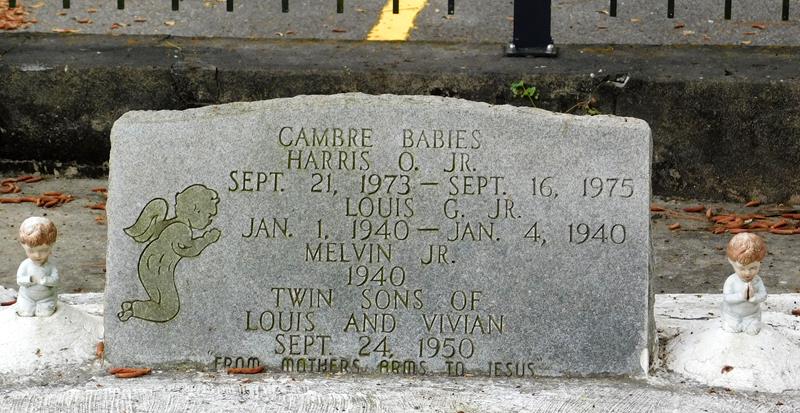 CAMBRE BABIES
HARRIS O. JR.
SEPT. 21, 1973 — SEPT. 16, 1975
LOUIS G. JR.
JAN. 1, 1940 — JAN. 4, 1940
MELVIN JR.
1940
TWIN SONS OF
LOUIS AND VIVIAN
SEPT. 24, 1950
"FROM MOTHERS ARMS TO JESUS"